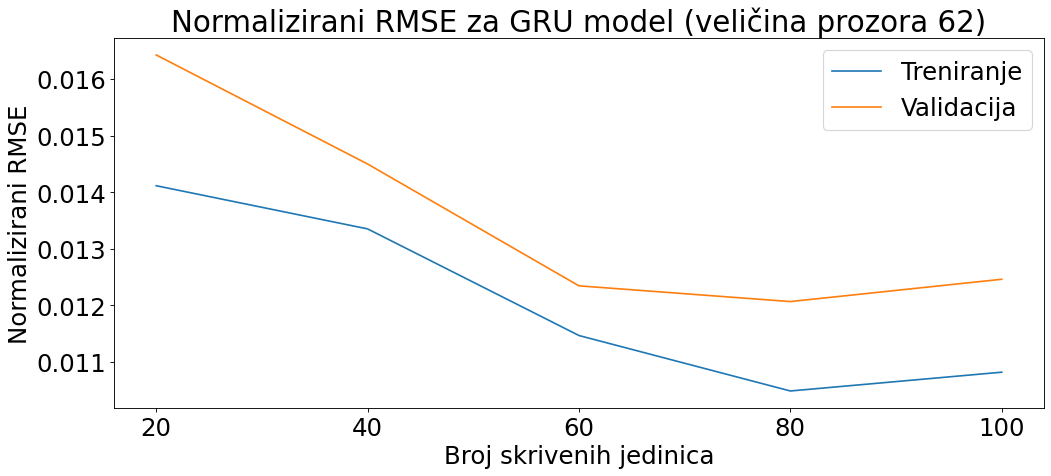 Normalizirani RMSE za GRU model (veličina prozora 62)
Treniranje
Validacija
Normalizirani RMSE
0.016
0.015
0.014
0.013
0.012
0.011
20 40 60 80 100
Broj skrivenih jedinica